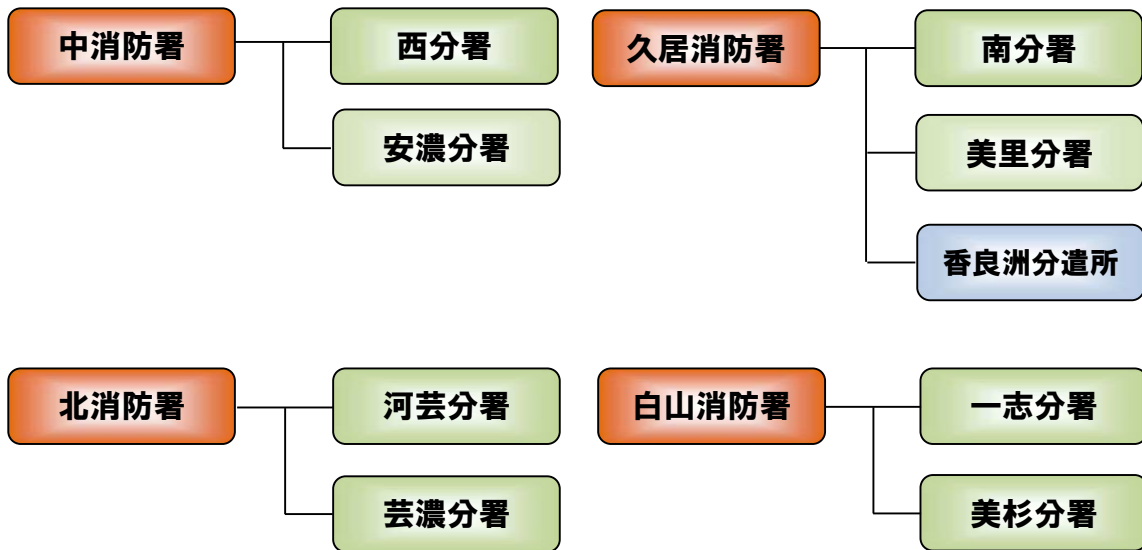 中消防署
西分署
安濃分署
久居消防署
南分署
美里分署
香良洲分遣所
北消防署
河芸分署
芸濃分署
白山消防署
一志分署
美杉分署